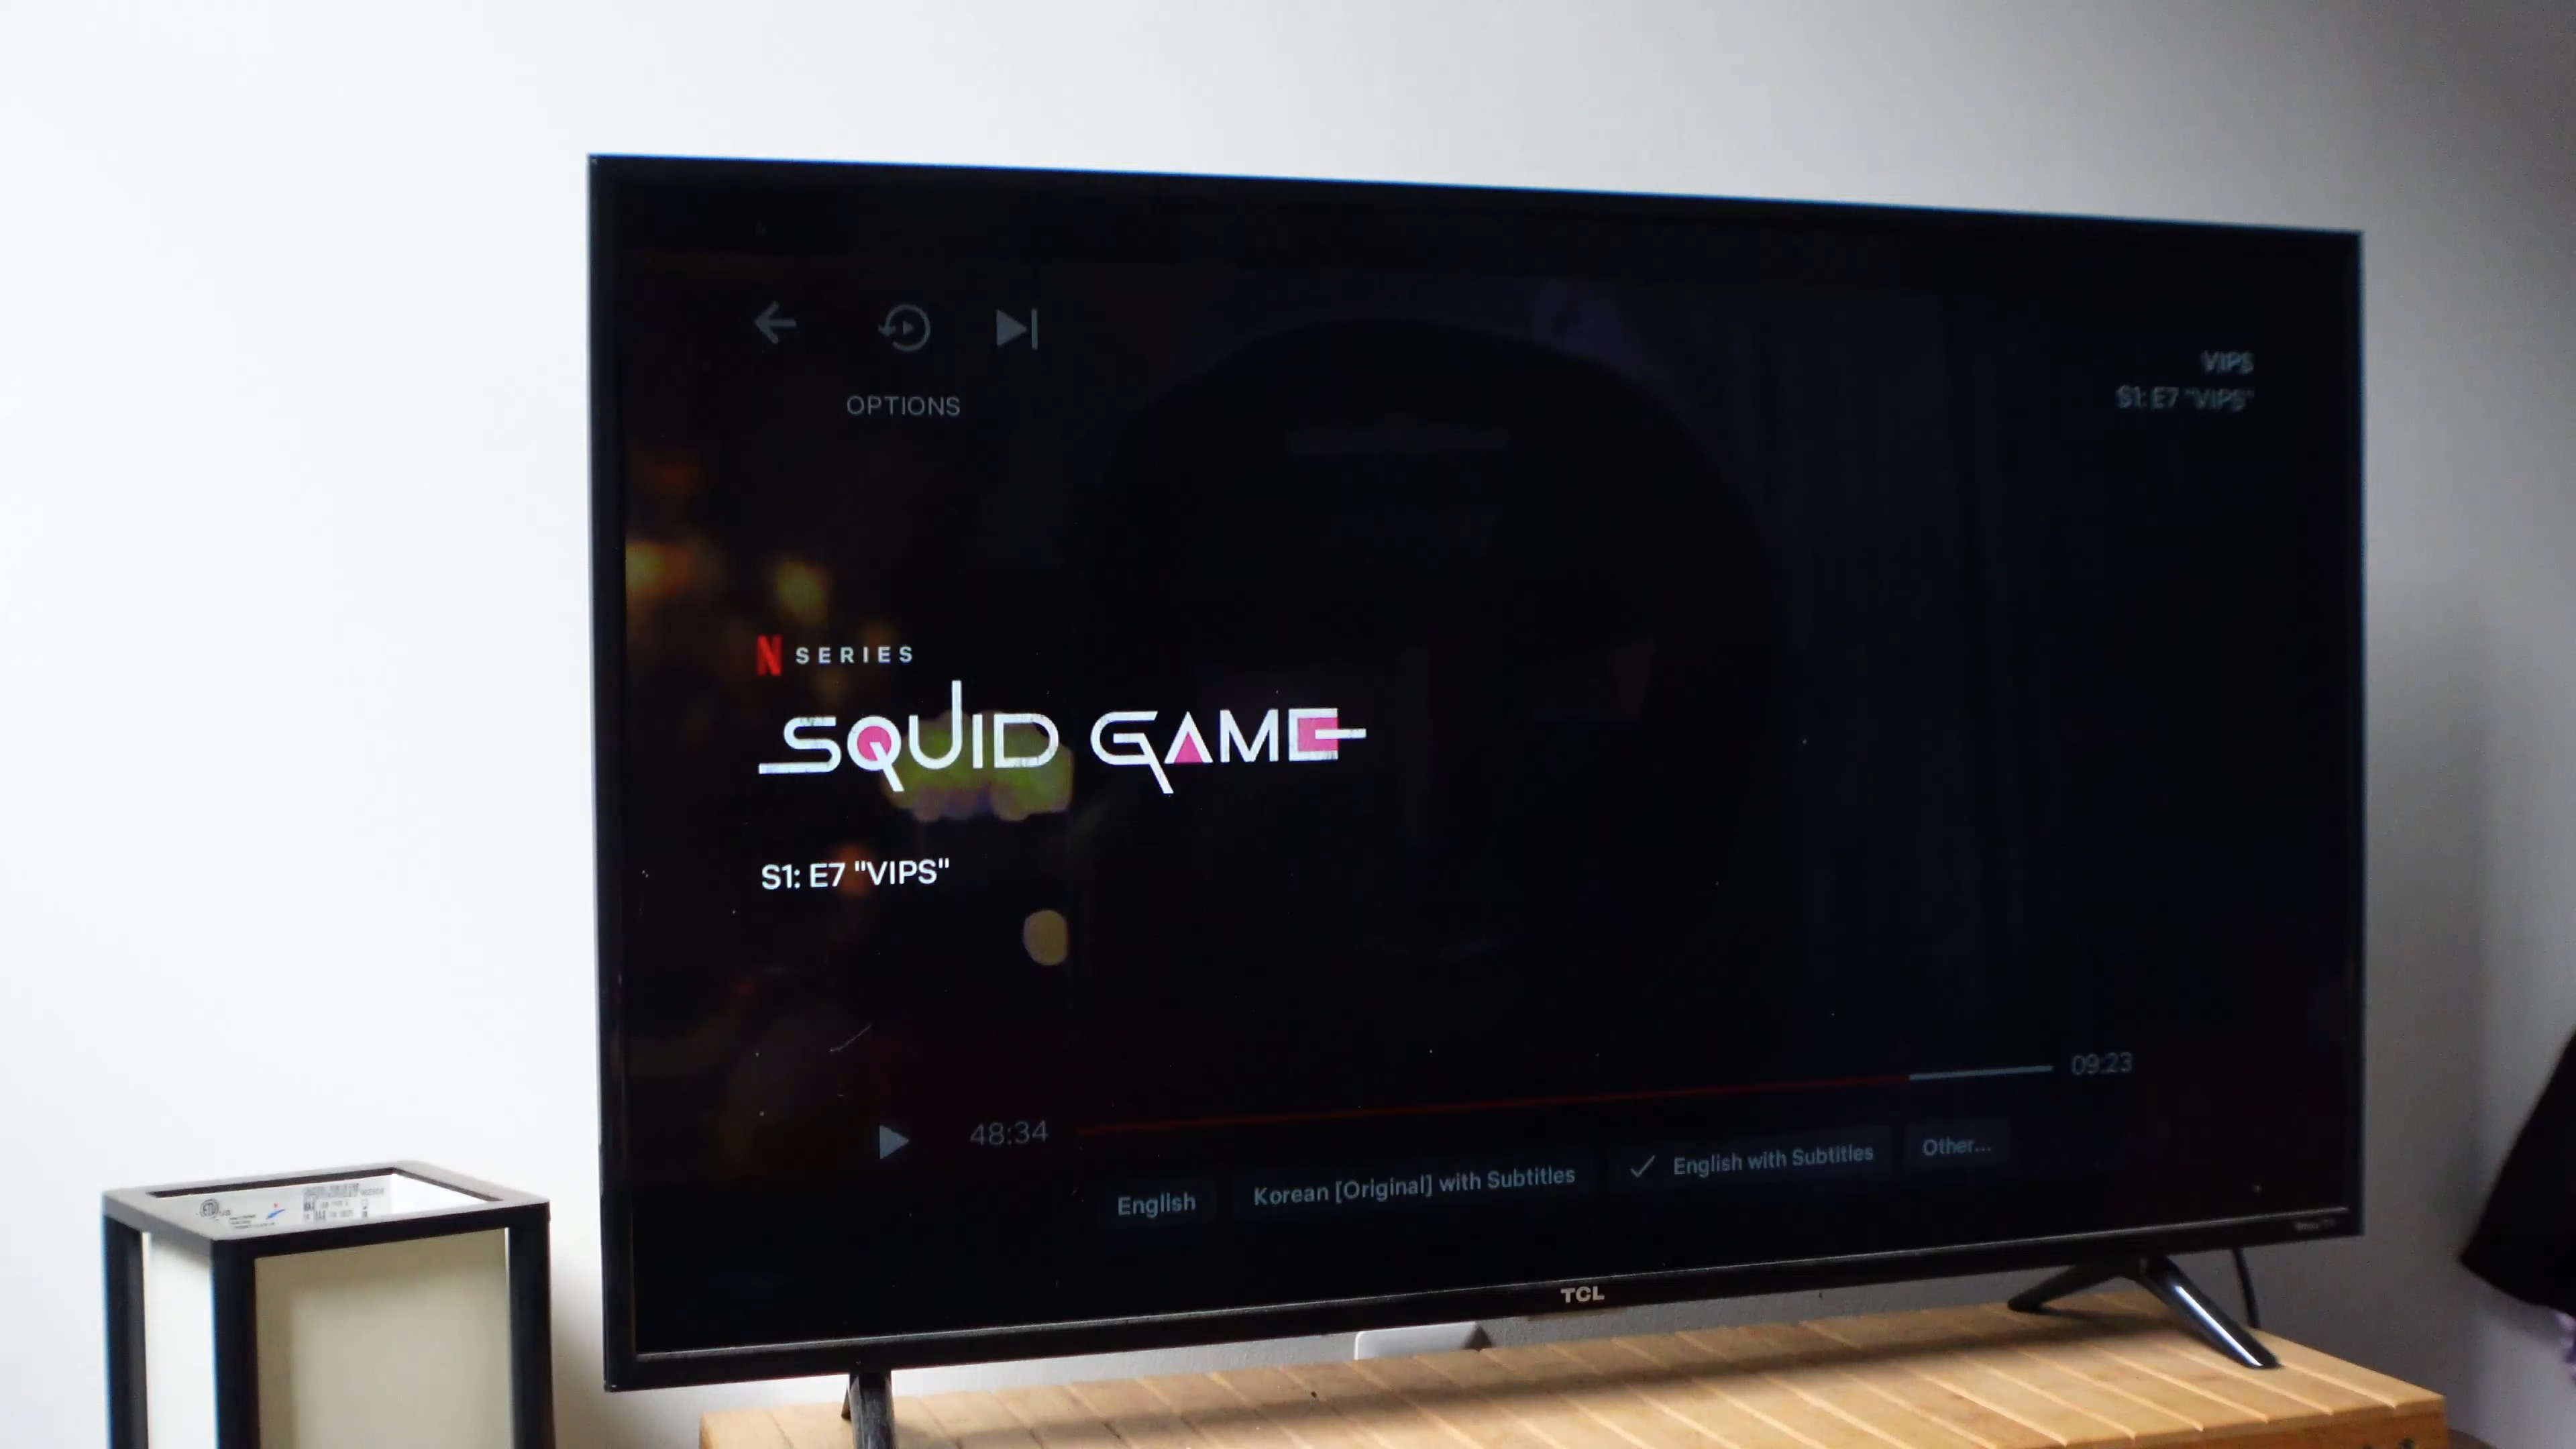 OPTIONS
VIPS
S1: E7 "VIPS"
N SERIES
SQUID GAME
S1: E7 "VIPS"
09:23
48:34
English
Korean [Original] with Subtitles
English with Subtitles
Other...
TCL